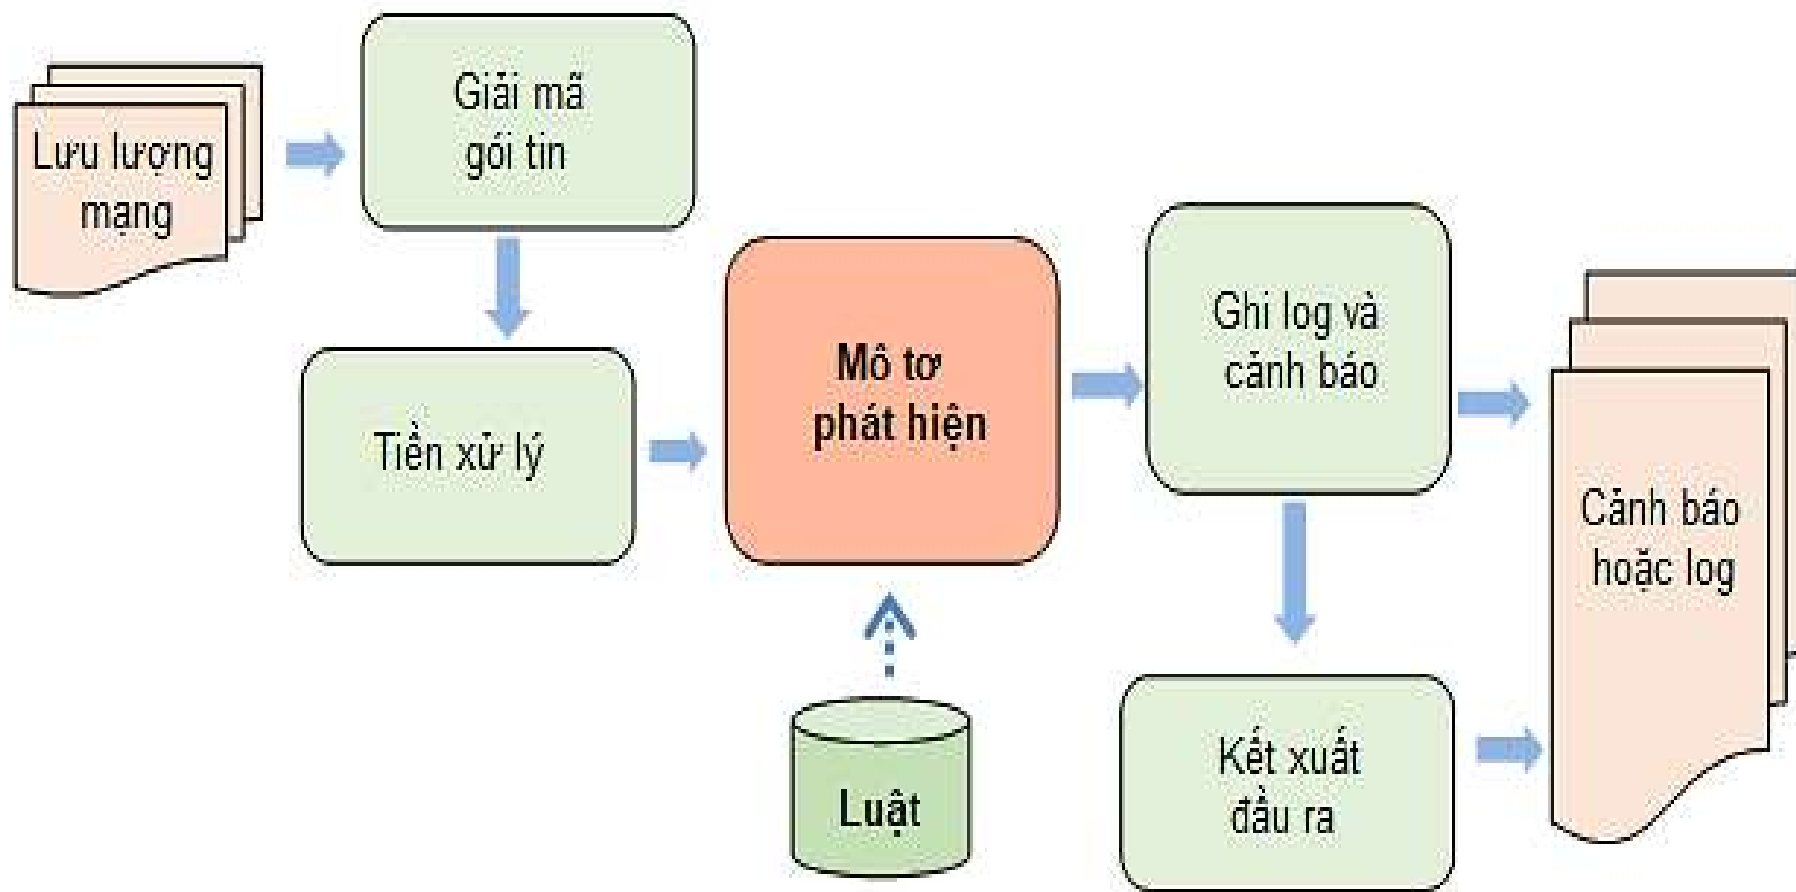 Lưu lượng
mạng
Giải mã
gói tin
Tiền xử lý
Mô tơ
phát hiện
Luật
Ghi log và
cảnh báo
Kết xuất
đầu ra
Cảnh báo
hoặc log